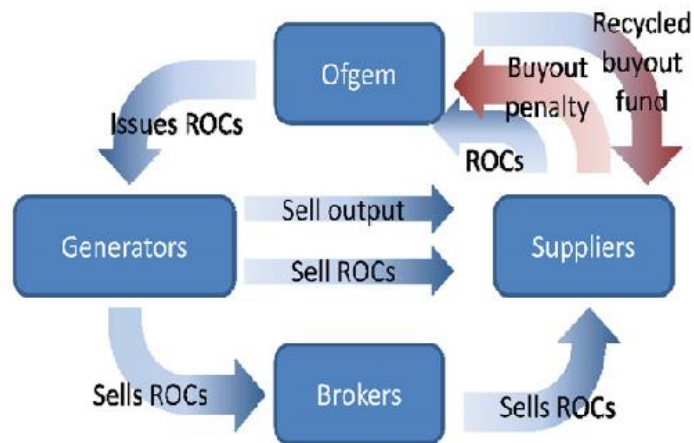 Recycled
buyout
fund
Ofgem
Buyout
penalty
Issues ROCs
ROCs
Generators
Sell output
Sell ROCs
Suppliers
Sells ROCs
Brokers
Sells ROCs